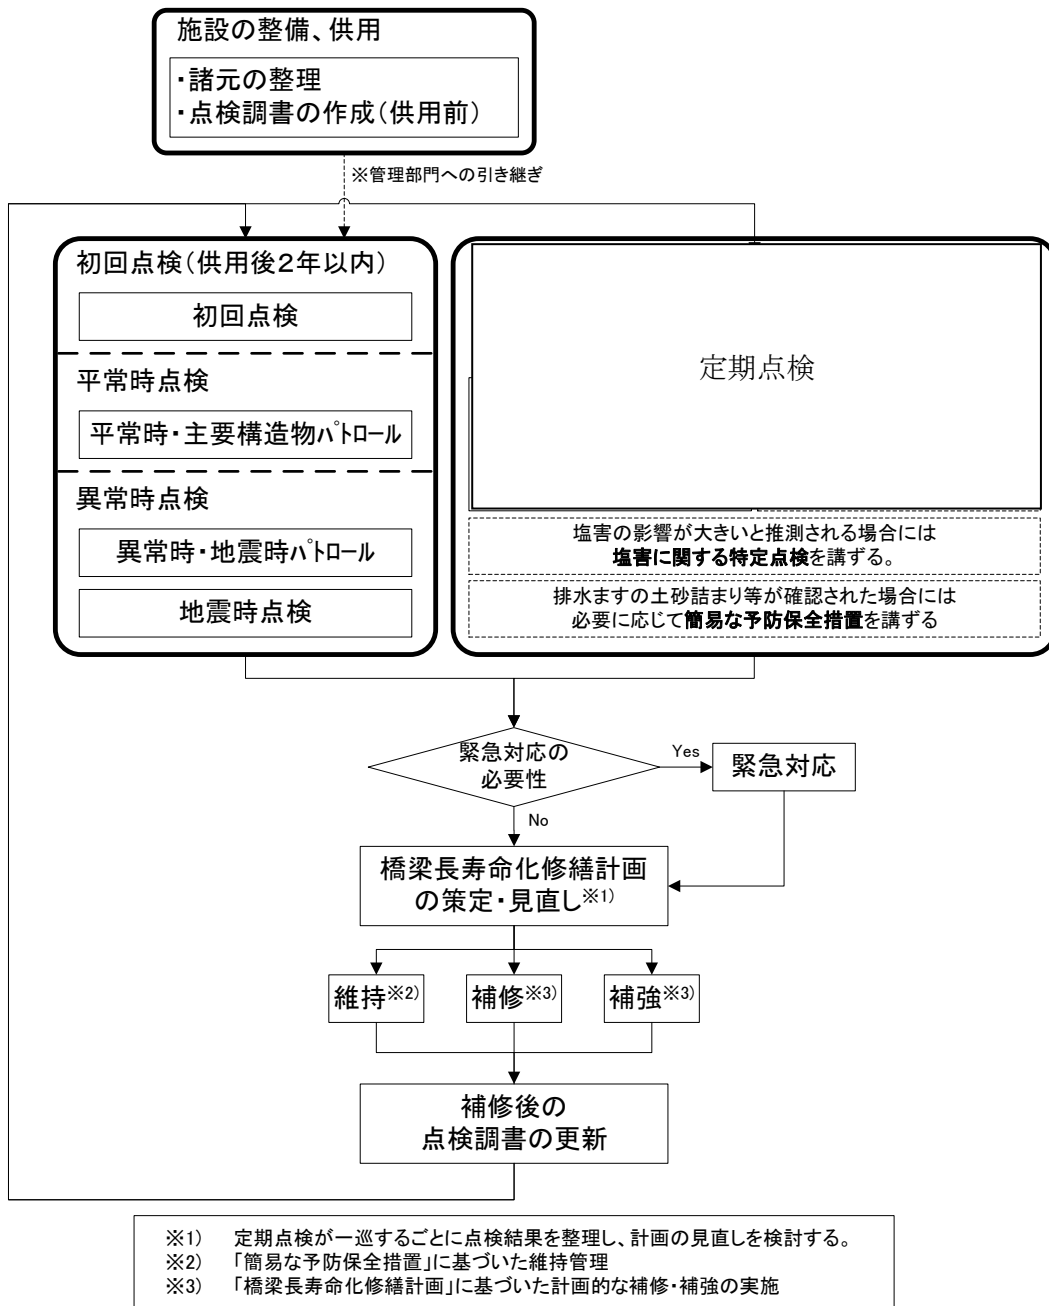 施設の整備、供用
・諸元の整理
・点検調書の作成(供用前)
※管理部門への引き継ぎ
初回点検(供用後2年以内)
初回点検
平常時点検
平常時・主要構造物ﾊﾟﾄﾛｰﾙ
異常時点検
異常時・地震時ﾊﾟﾄﾛｰﾙ
地震時点検
定期点検
塩害の影響が大きいと推測される場合には
塩害に関する特定点検を講ずる。
排水ますの土砂詰まり等が確認された場合には
必要に応じて簡易な予防保全措置を講ずる
緊急対応の
必要性
Yes
緊急対応
No
橋梁長寿命化修繕計画
の策定・見直し※1)
維持※2)
補修※3)
補強※3)
補修後の
点検調書の更新
※1) 定期点検が一巡するごとに点検結果を整理し、計画の見直しを検討する。
※2) 「簡易な予防保全措置」に基づいた維持管理
※3) 「橋梁長寿命化修繕計画」に基づいた計画的な補修・補強の実施